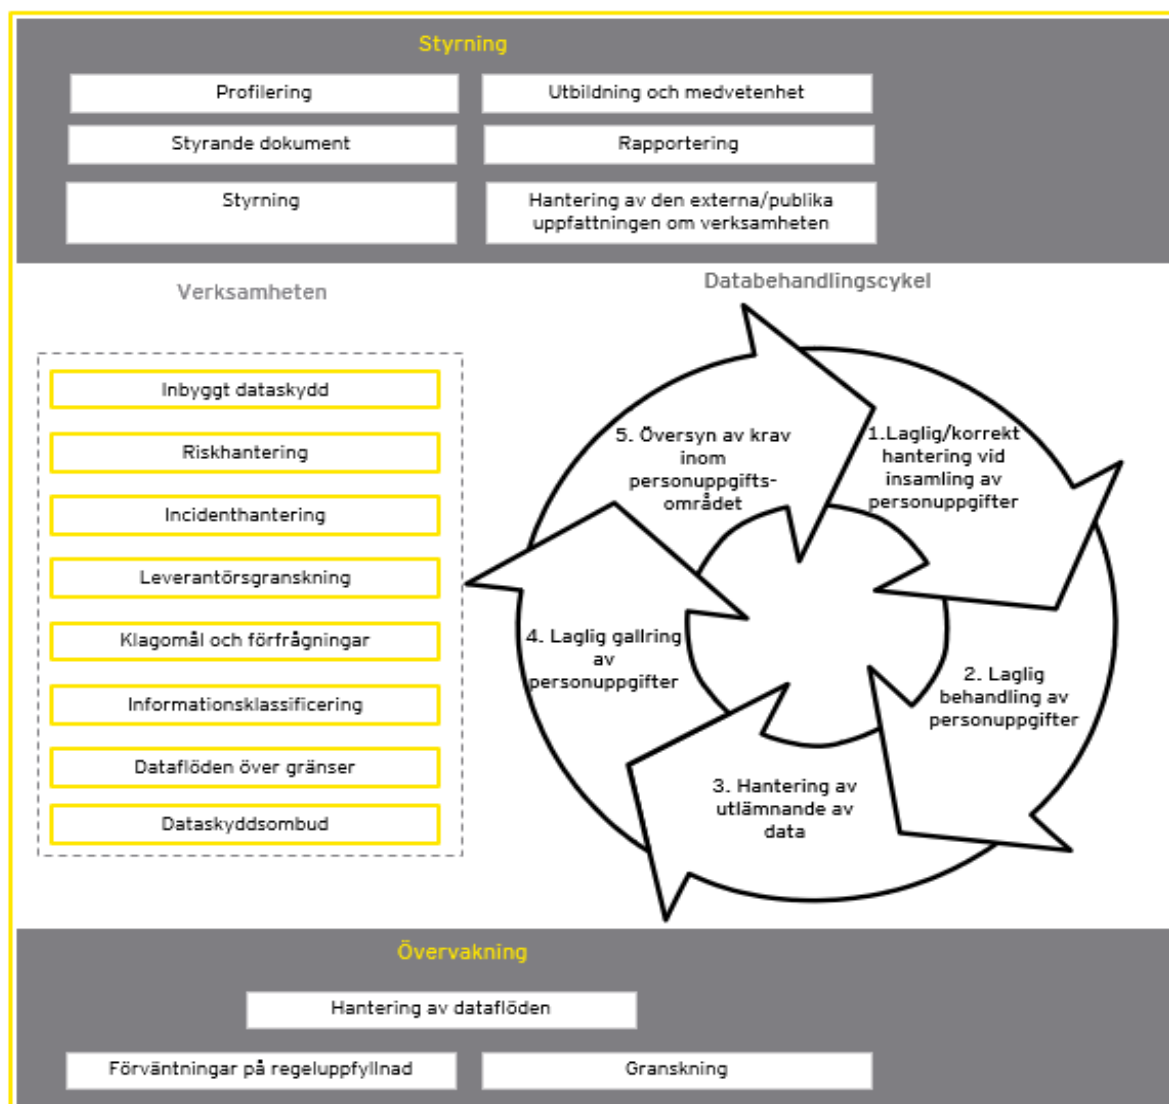 Styrning
Profilering
Utbildning och medvetenhet
Styrande dokument
Rapportering
Styrning
Hantering av den externa/publika
uppfattningen om verksamheten
Verksamheten
Inbyggt dataskydd
Riskhantering
Incidenthantering
Leverantörsgranskning
Klagomål och förfrågningar
Informationsklassificering
Dataflöden över gränser
Dataskyddsombud
Databehandlingscykel
1.Laglig/korrekt
hantering vid
insamling av
personuppgifter
2. Laglig
behandling av
personuppgifter
3. Hantering av
utlämnande av
data
4. Laglig gallring
av
personuppgifter
5. Översyn av krav
inom
personuppgifts-
området
Övervakning
Hantering av dataflöden
Förväntningar på regeluppfyllnad
Granskning